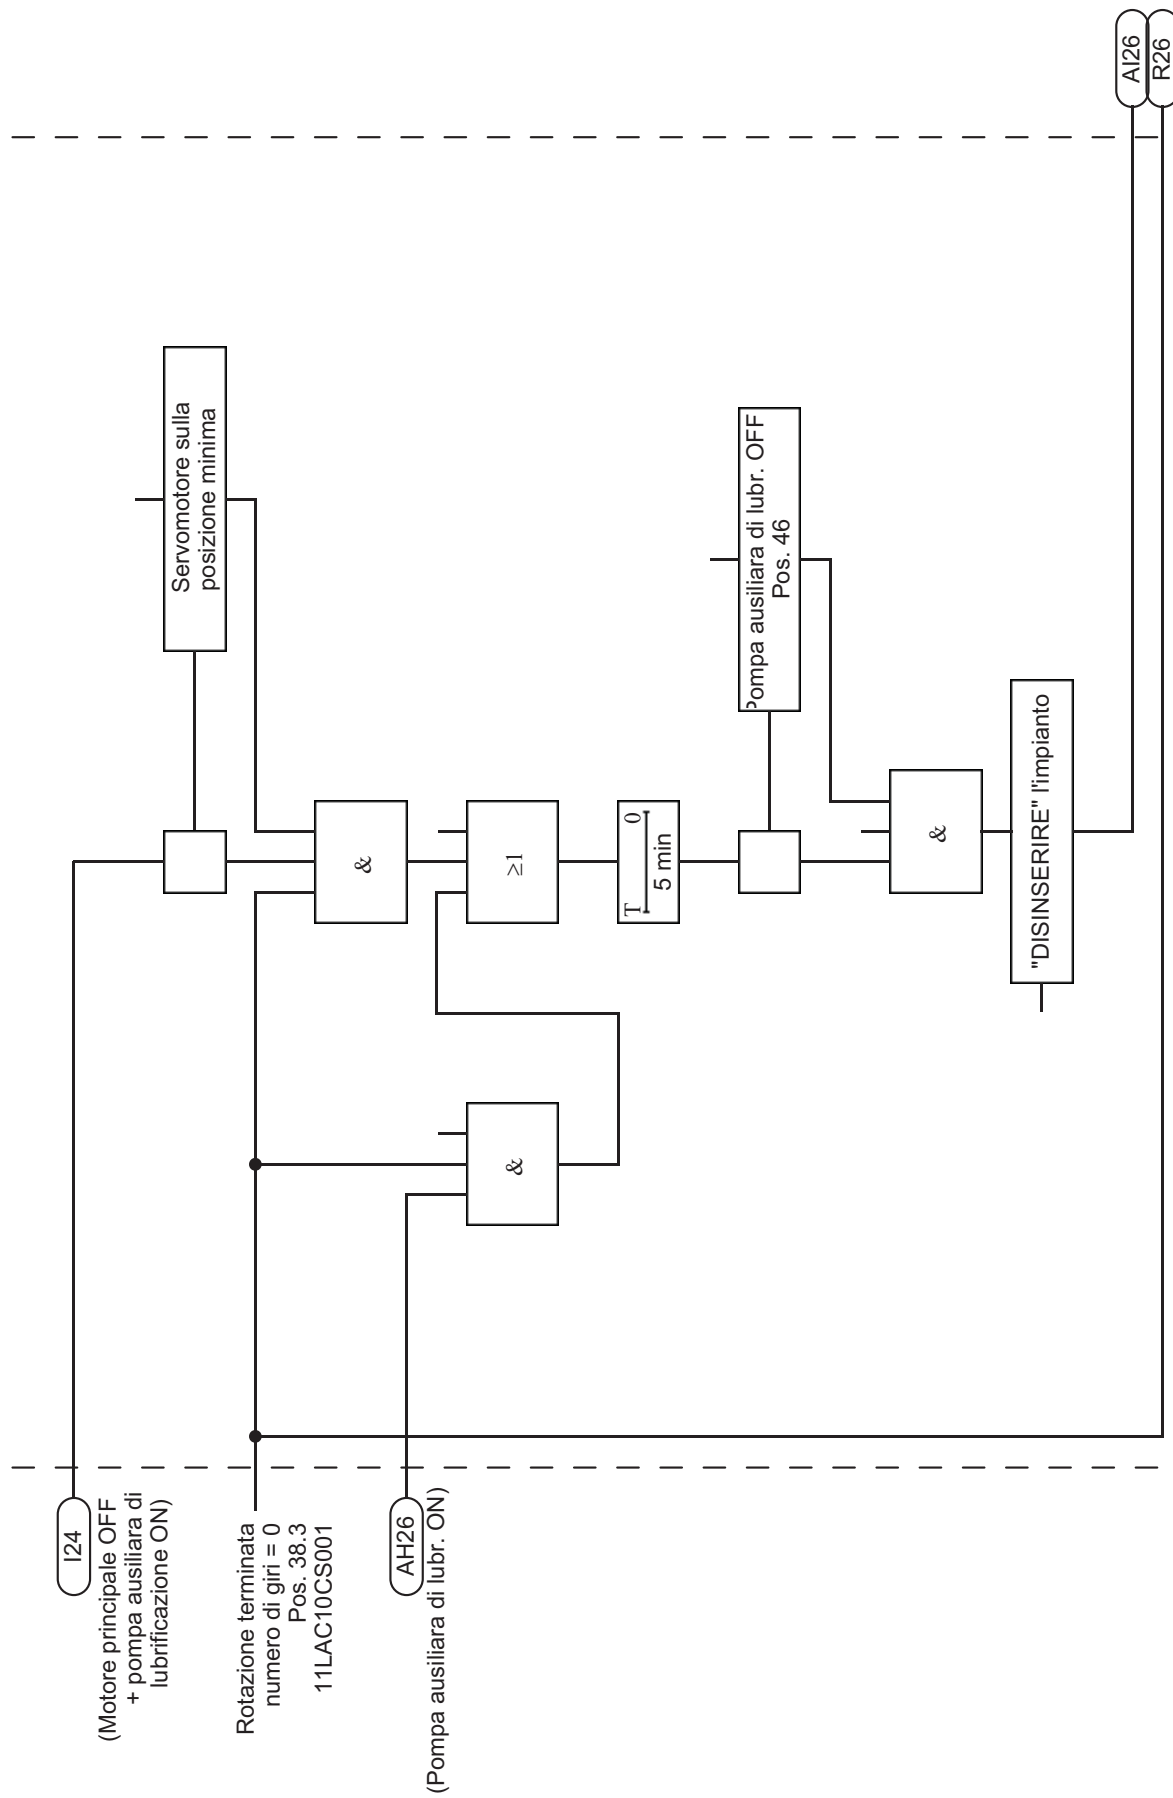 I24
(Motore principale OFF
+ pompa ausiliara di
lubrificazione ON)
Servomotore sulla
posizione minima
Rotazione terminata
numero di giri = 0
Pos. 38.3
11LAC10CS001
&
AH26
(Pompa ausiliara di lubr. ON)
&
≥1
T 0
5 min
Pompa ausiliara di lubr. OFF
Pos. 46
&
"DISINSERIRE" l'impianto
AI26
R26